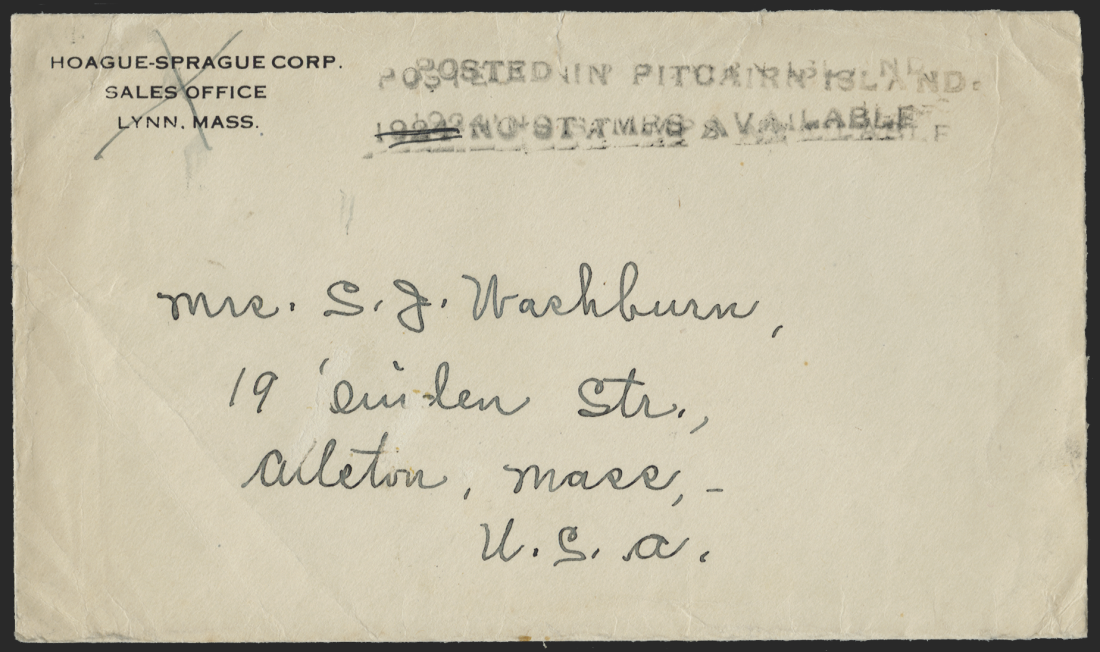 HOAGUE-SPRAGUE CORP.
SALES OFFICE
LYNN, MASS.
POSTED IN PITCAIRN ISLAND.
NO STAMPS AVAILABLE
Mrs. S. J. Washburn,
19 Str.,
Mass, -
U. S. A.